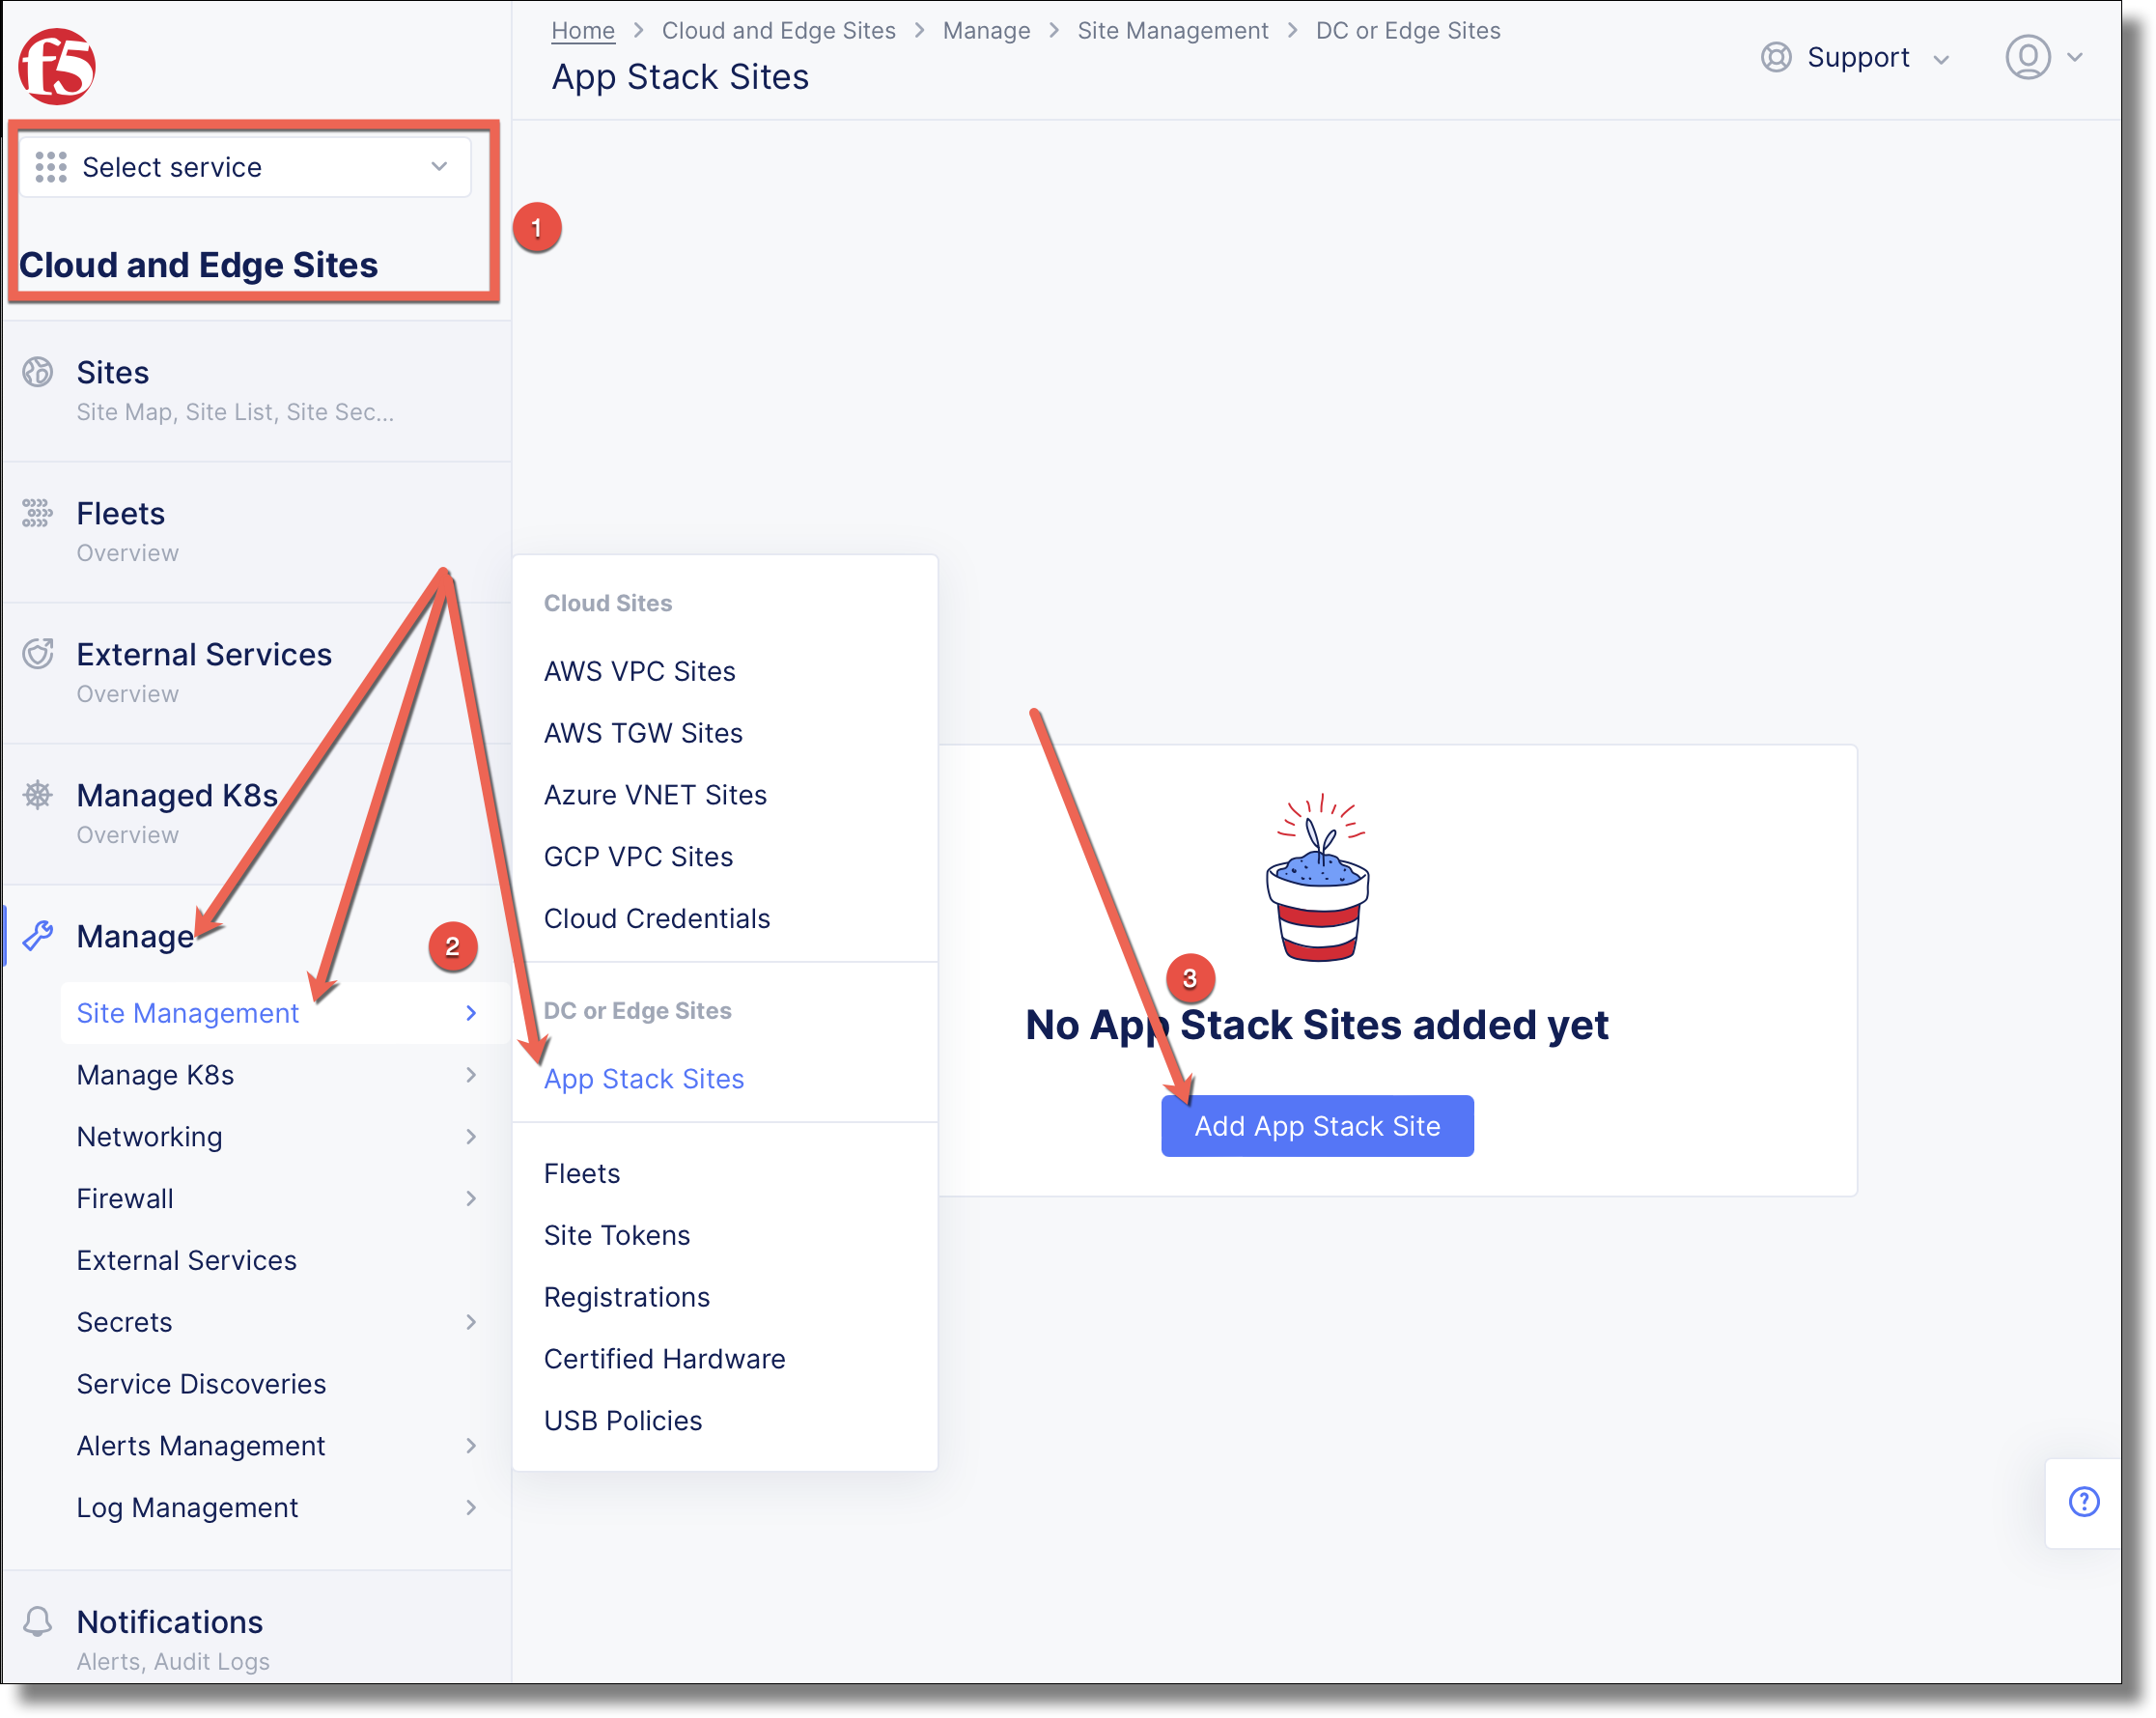 f5
Home > Cloud and Edge Sites > Manage > Site Management > DC or Edge Sites
App Stack Sites
Support
Select service
Cloud and Edge Sites
1
Sites
Site Map, Site List, Site Sec...
Fleets
Overview
External Services
Overview
Managed K8s
Overview
Manage
2
Site Management
Manage K8s
Networking
Firewall
External Services
Secrets
Service Discoveries
Alerts Management
Log Management
Notifications
Alerts, Audit Logs
Cloud Sites
AWS VPC Sites
AWS TGW Sites
Azure VNET Sites
GCP VPC Sites
Cloud Credentials
DC or Edge Sites
App Stack Sites
Fleets
Site Tokens
Registrations
Certified Hardware
USB Policies
3
No App Stack Sites added yet
Add App Stack Site
?